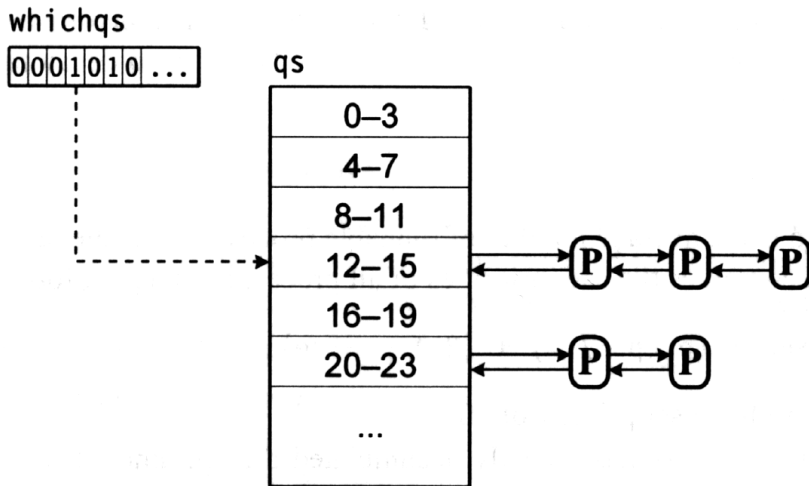 whichqs
0001010 ...
qs
0–3
4–7
8–11
12–15
P P P
16–19
20–23
P P
...